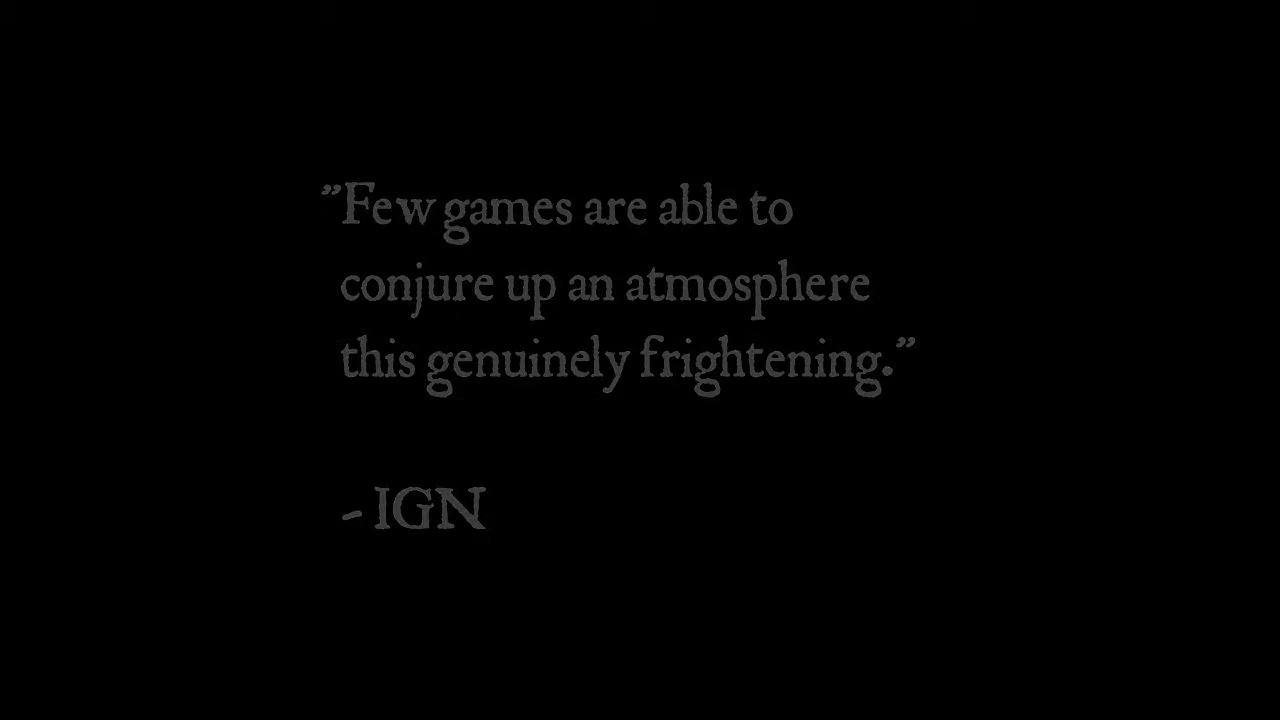 ”Few games are able to
conjure up an atmosphere
this genuinely frightening.”
- IGN